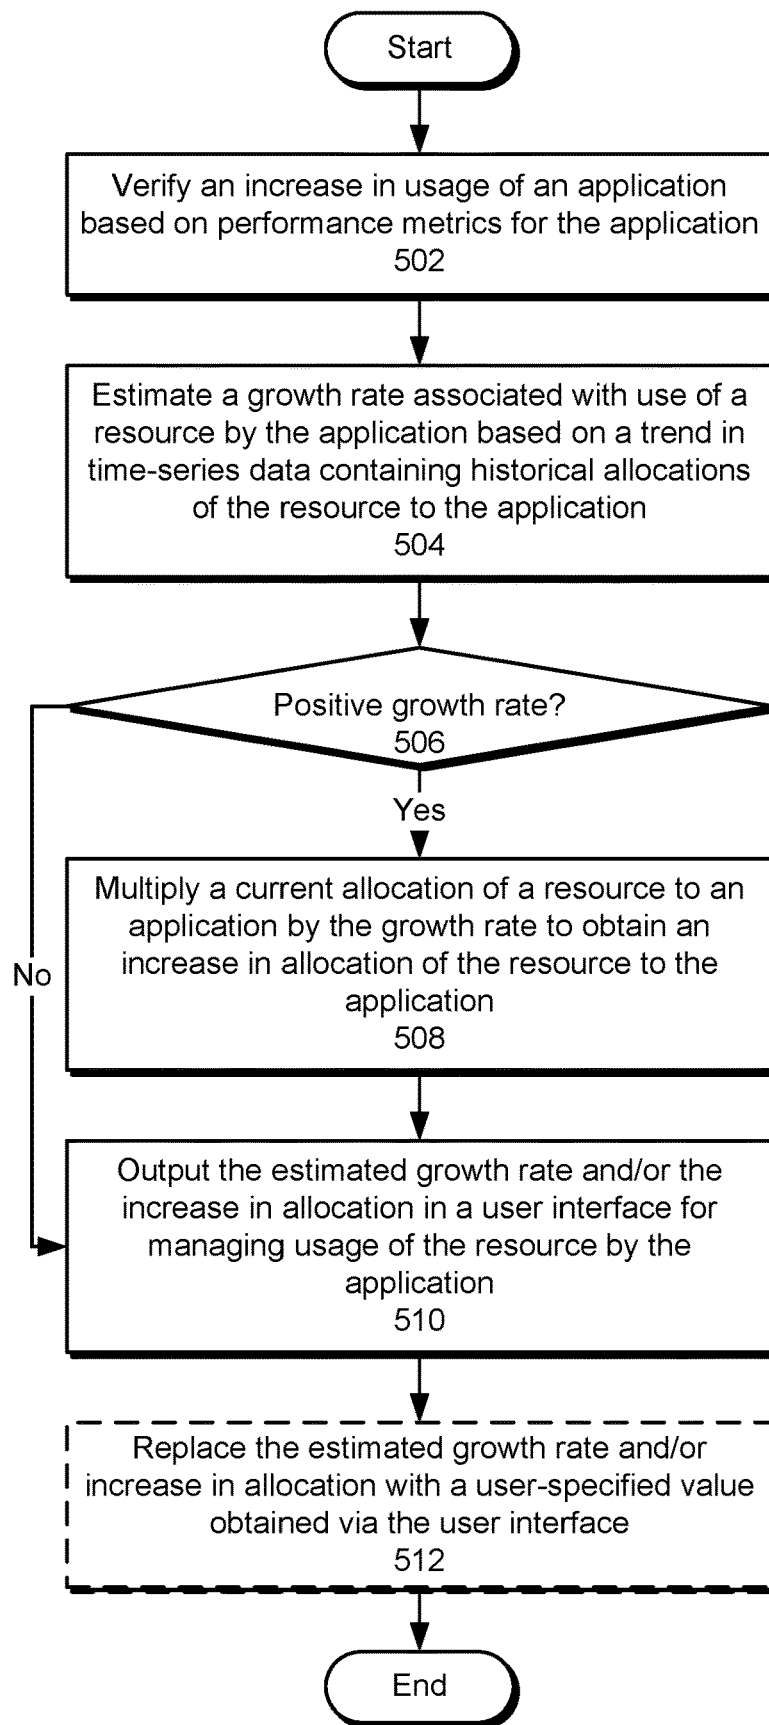 Start
Verify an increase in usage of an application
based on performance metrics for the application
502
Estimate a growth rate associated with use of a
resource by the application based on a trend in
time-series data containing historical allocations
of the resource to the application
504
Positive growth rate?
506
Yes
Multiply a current allocation of a resource to an
application by the growth rate to obtain an
increase in allocation of the resource to the
application
508
No
Output the estimated growth rate and/or the
increase in allocation in a user interface for
managing usage of the resource by the
application
510
Replace the estimated growth rate and/or
increase in allocation with a user-specified value
obtained via the user interface
512
End